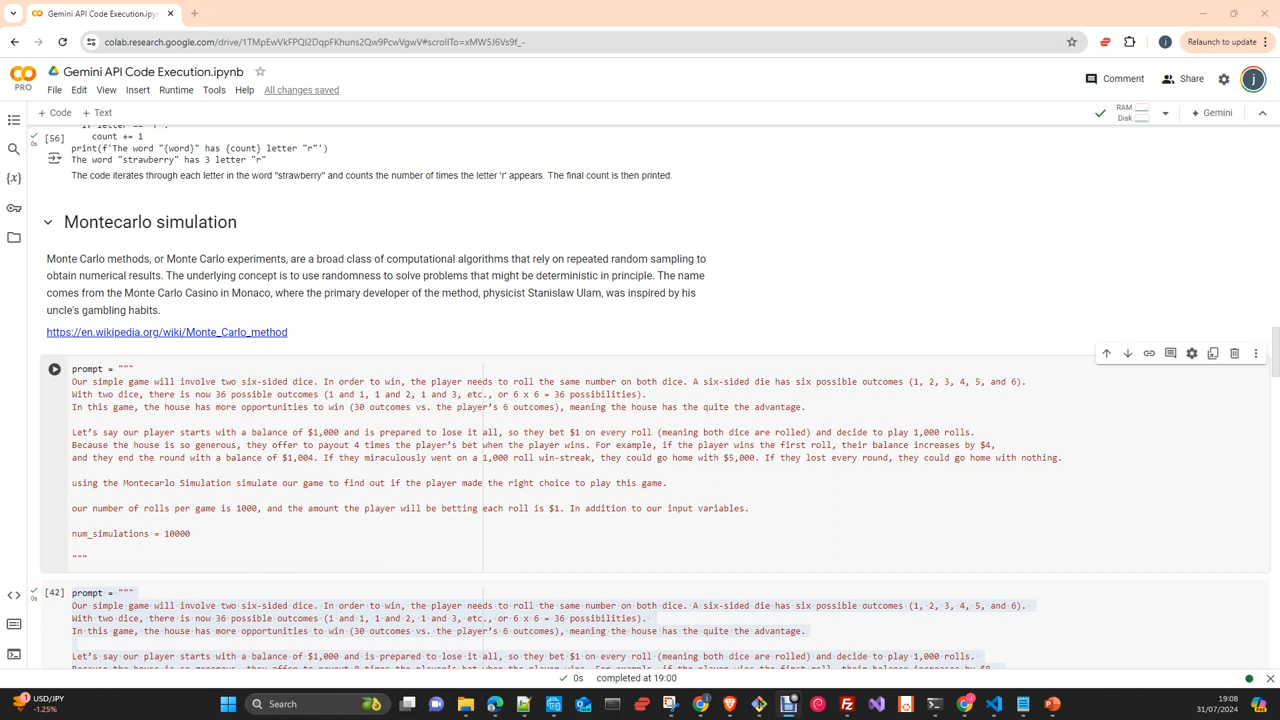 Gemini API Code Execution.ipyn
colab.research.google.com/drive/1TMpEwVkFPQI2DqpFKhuns2Qw9PcwVgwV#scrollTo=xMW5J6Vs9f_-
Relaunch to update
Gemini API Code Execution.ipynb
PRO
File Edit View Insert Runtime Tools Help All changes saved
Comment Share
+ Code + Text
RAM
Disk
Gemini
[56]
count += 1
print(f'The word "{word}" has {count} letter "r"')
The word "strawberry" has 3 letter "r"
The code iterates through each letter in the word "strawberry" and counts the number of times the letter 'r' appears. The final count is then printed.
Montecarlo simulation
Monte Carlo methods, or Monte Carlo experiments, are a broad class of computational algorithms that rely on repeated random sampling to
obtain numerical results. The underlying concept is to use randomness to solve problems that might be deterministic in principle. The name
comes from the Monte Carlo Casino in Monaco, where the primary developer of the method, physicist Stanislaw Ulam, was inspired by his
uncle's gambling habits.
https://en.wikipedia.org/wiki/Monte_Carlo_method
prompt = """
Our simple game will involve two six-sided dice. In order to win, the player needs to roll the same number on both dice. A six-sided die has six possible outcomes (1, 2, 3, 4, 5, and 6).
With two dice, there is now 36 possible outcomes (1 and 1, 1 and 2, 1 and 3, etc., or 6 x 6 = 36 possibilities).
In this game, the house has more opportunities to win (30 outcomes vs. the player’s 6 outcomes), meaning the house has the quite the advantage.
Let’s say our player starts with a balance of $1,000 and is prepared to lose it all, so they bet $1 on every roll (meaning both dice are rolled) and decide to play 1,000 rolls.
Because the house is so generous, they offer to payout 4 times the player’s bet when the player wins. For example, if the player wins the first roll, their balance increases by $4,
and they end the round with a balance of $1,004. If they miraculously went on a 1,000 roll win-streak, they could go home with $5,000. If they lost every round, they could go home with nothing.
using the Montecarlo Simulation simulate our game to find out if the player made the right choice to play this game.
our number of rolls per game is 1000, and the amount the player will be betting each roll is $1. In addition to our input variables.
num_simulations = 10000
"""
[42] prompt = """
Our simple game will involve two six-sided dice. In order to win, the player needs to roll the same number on both dice. A six-sided die has six possible outcomes (1, 2, 3, 4, 5, and 6).
With two dice, there is now 36 possible outcomes (1 and 1, 1 and 2, 1 and 3, etc., or 6 x 6 = 36 possibilities).
In this game, the house has more opportunities to win (30 outcomes vs. the player’s 6 outcomes), meaning the house has the quite the advantage.
Let’s say our player starts with a balance of $1,000 and is prepared to lose it all, so they bet $1 on every roll (meaning both dice are rolled) and decide to play 1,000 rolls.
0s completed at 19:00
USD/JPY
-1.25%
Search
19:08
31/07/2024